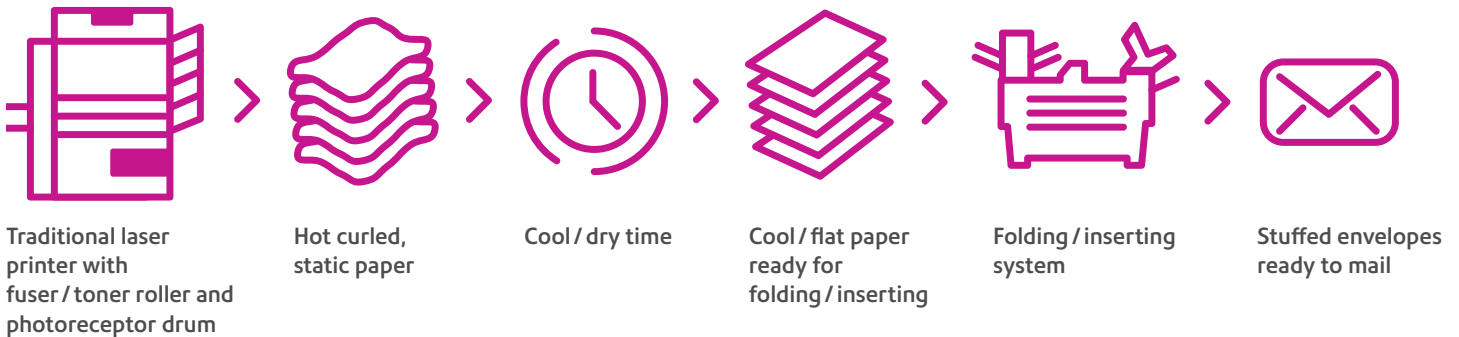 Traditional laser
printer with
fuser / toner roller and
photoreceptor drum
Hot curled,
static paper
Cool / dry time
Cool / flat paper
ready for
folding / inserting
Folding / inserting
system
Stuffed envelopes
ready to mail